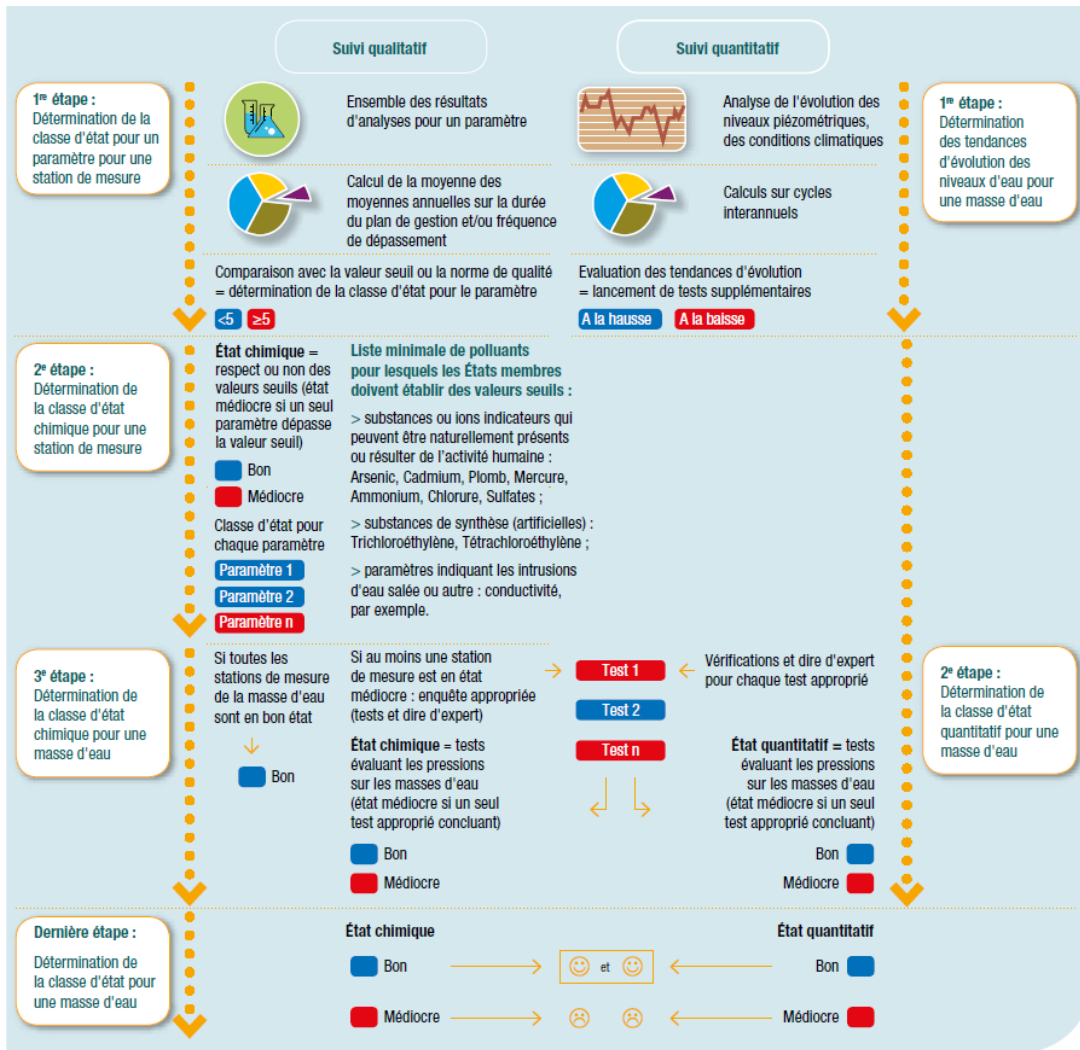 Suivi qualitatif
Suivi quantitatif
1re étape :
Détermination de la
classe d'état pour un
paramètre pour une
station de mesure
Ensemble des résultats
d'analyses pour un paramètre
Analyse de l'évolution des
niveaux piézométriques,
des conditions climatiques
1re étape :
Détermination
des tendances
d'évolution des
niveaux d'eau pour
une masse d'eau
Calcul de la moyenne des
moyennes annuelles sur la durée
du plan de gestion et/ou fréquence
de dépassement
Calculs sur cycles
interannuels
Comparaison avec la valeur seuil ou la norme de qualité
= détermination de la classe d'état pour le paramètre
<5 ≥5
Evaluation des tendances d'évolution
= lancement de tests supplémentaires
A la hausse A la baisse
2e étape :
Détermination de
la classe d'état
chimique pour une
station de mesure
État chimique =
respect ou non des
valeurs seuils (état
médiocre si un seul
paramètre dépasse
la valeur seuil)
Bon
Médiocre
Classe d'état pour
chaque paramètre
Paramètre 1
Paramètre 2
Paramètre n
Liste minimale de polluants
pour lesquels les États membres
doivent établir des valeurs seuils :
> substances ou ions indicateurs qui
peuvent être naturellement présents
ou résulter de l'activité humaine :
Arsenic, Cadmium, Plomb, Mercure,
Ammonium, Chlorure, Sulfates ;
> substances de synthèse (artificielles) :
Trichloroéthylène, Tétrachloroéthylène ;
> paramètres indiquant les intrusions
d'eau salée ou autre : conductivité,
par exemple.
3e étape :
Détermination de
la classe d'état
chimique pour une
masse d'eau
Si toutes les
stations de mesure
de la masse d'eau
sont en bon état
Bon
Si au moins une station
de mesure est en état
médiocre : enquête appropriée
(tests et dire d'expert)
État chimique = tests
évaluant les pressions
sur les masses d'eau
(état médiocre si un seul
test approprié concluant)
Bon
Médiocre
Test 1
Test 2
Test n
Vérifications et dire d'expert
pour chaque test approprié
État quantitatif = tests
évaluant les pressions
sur les masses d'eau
(état médiocre si un seul
test approprié concluant)
Bon
Médiocre
2e étape :
Détermination de
la classe d'état
quantitatif pour une
masse d'eau
Dernière étape :
Détermination de
la classe d'état pour
une masse d'eau
État chimique
État quantitatif
Bon et Bon
Médiocre Médiocre